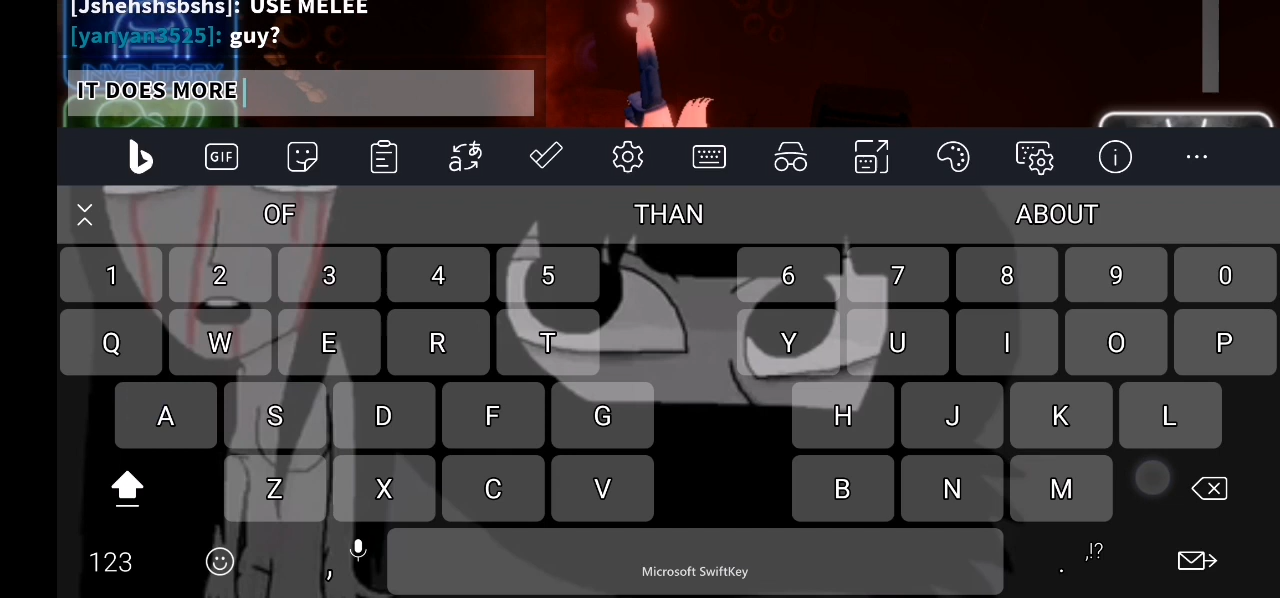 [Jshehshsbshs]: USE MELEE
[yanyan3525]: guy?
INVENTORY
IT DOES MORE
GIF
OF THAN ABOUT
1 2 3 4 5 6 7 8 9 0
Q W E R T Y U I O P
A S D F G H J K L
Z X C V B N M
123 , Microsoft SwiftKey . ,!?